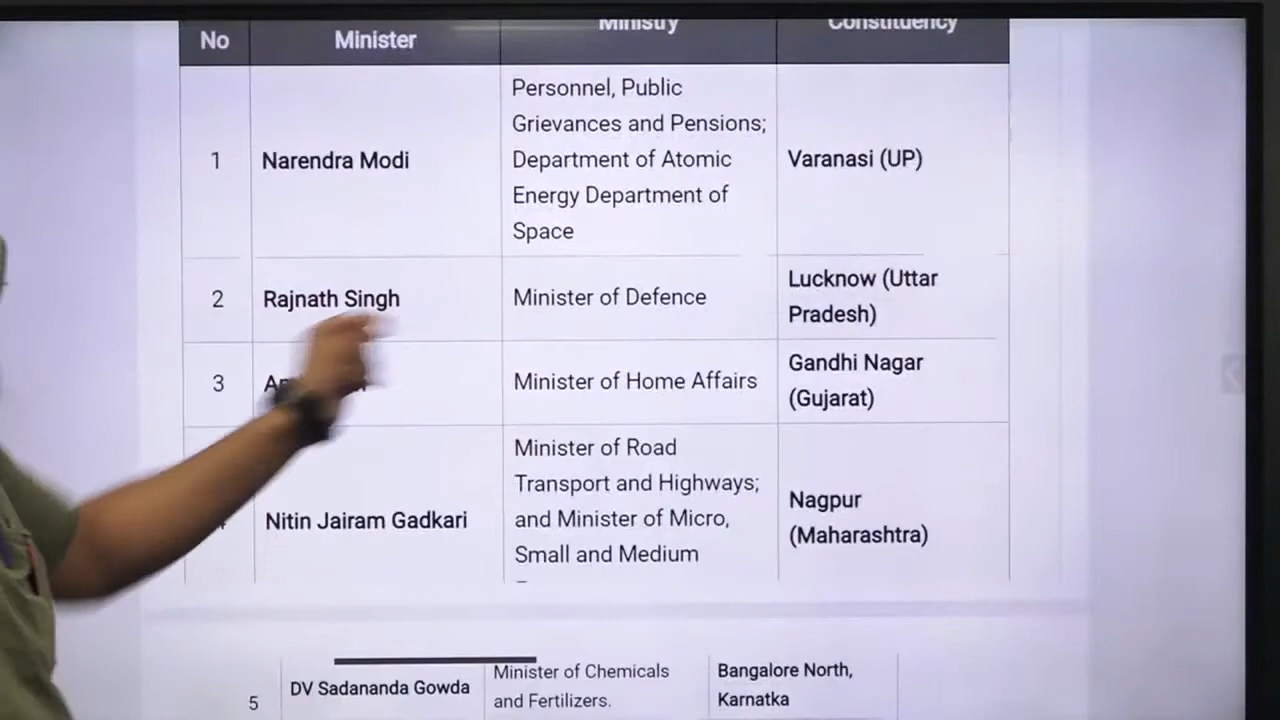 No
Minister
Ministry
Constituency
1
Narendra Modi
Personnel, Public
Grievances and Pensions;
Department of Atomic
Energy Department of
Space
Varanasi (UP)
2
Rajnath Singh
Minister of Defence
Lucknow (Uttar
Pradesh)
3
Minister of Home Affairs
Gandhi Nagar
(Gujarat)
Nitin Jairam Gadkari
Minister of Road
Transport and Highways;
and Minister of Micro,
Small and Medium
Nagpur
(Maharashtra)
5
DV Sadananda Gowda
Minister of Chemicals
and Fertilizers.
Bangalore North,
Karnatka